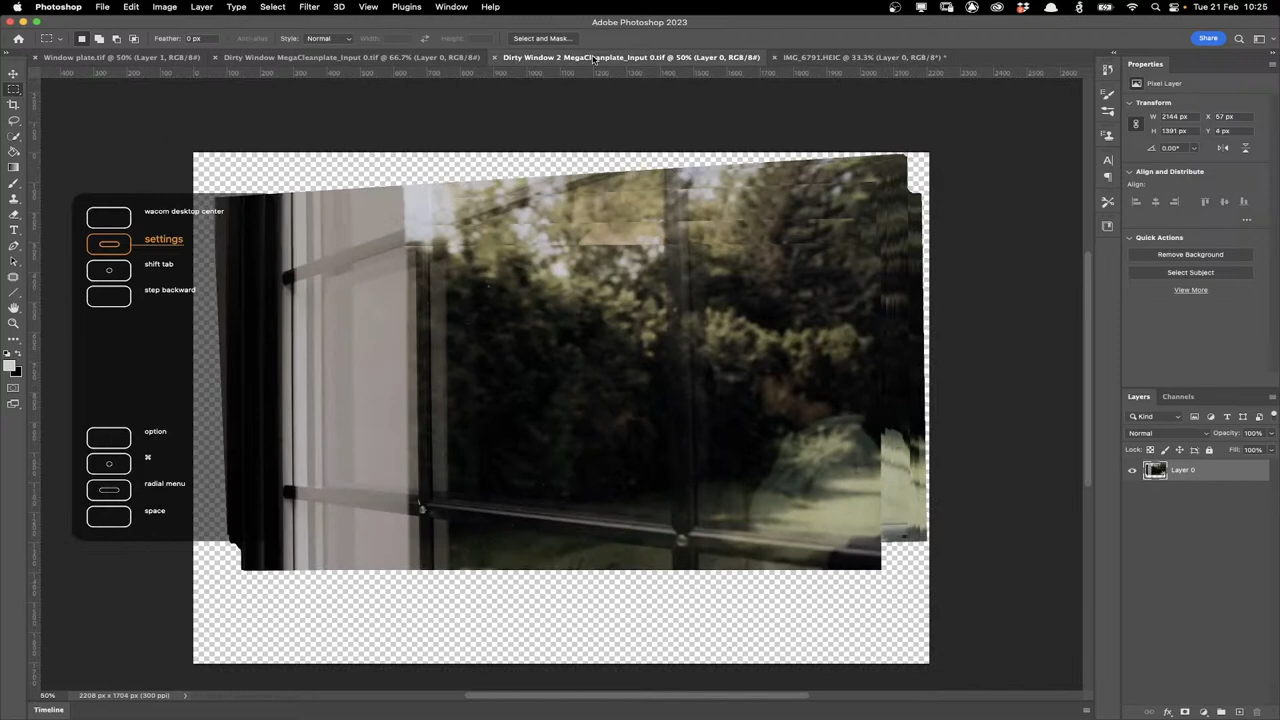 Photoshop File Edit Image Layer Type Select Filter 3D View Plugins Window Help Tue 21 Feb 10:25
Adobe Photoshop 2023
Feather: 0 px Anti-alias Style: Normal Width: Height: Select and Mask... Share
Window plate.tif @ 50% (Layer 1, RGB/8#) Dirty Window MegaCleanplate_Input 0.tif @ 66.7% (Layer 0, RGB/8#) Dirty Window 2 MegaCleanplate_Input 0.tif @ 50% (Layer 0, RGB/8#) IMG_6791.HEIC @ 33.3% (Layer 0, RGB/8*) *
wacom desktop center
settings
shift tab
step backward
option
⌘
radial menu
space
Properties
Pixel Layer
Transform
W 2144 px X 57 px
H 1391 px Y 4 px
0.00°
Align and Distribute
Align:
Quick Actions
Remove Background
Select Subject
View More
Layers Channels
Kind
Normal Opacity: 100%
Lock: Fill: 100%
Layer 0
50% 2208 px x 1704 px (300 ppi)
Timeline